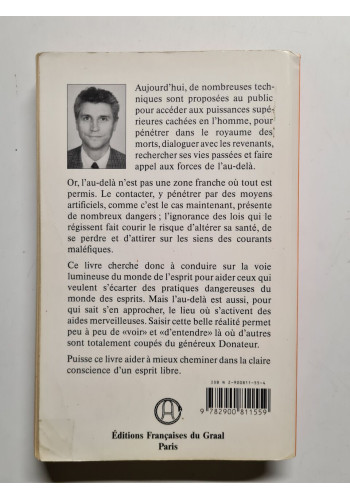 Aujourd'hui, de nombreuses tech-
niques sont proposées au public
pour accéder aux puissances supé-
rieures cachées en l'homme, pour
pénétrer dans le royaume des
morts, dialoguer avec les revenants,
rechercher ses vies passées et faire
appel aux forces de l'au-delà.
Or, l'au-delà n'est pas une zone franche où tout est
permis. Le contacter, y pénétrer par des moyens
artificiels, comme c'est le cas maintenant, présente
de nombreux dangers ; l'ignorance des lois qui le
régissent fait courir le risque d'altérer sa santé, de
se perdre et d'attirer sur les siens des courants
maléfiques.
Ce livre cherche donc à conduire sur la voie
lumineuse du monde de l'esprit pour aider ceux qui
veulent s'écarter des pratiques dangereuses du
monde des esprits. Mais l'au-delà est aussi, pour
qui sait s'en approcher, le lieu où s'activent des
aides merveilleuses. Saisir cette belle réalité permet
peu à peu de «voir» et «d'entendre» là où d'autres
sont totalement coupés du généreux Donateur.
Puisse ce livre aider à mieux cheminer dans la claire
conscience d'un esprit libre.
ISBN 2-900811-55-4
9 782900 811559
Éditions Françaises du Graal
Paris